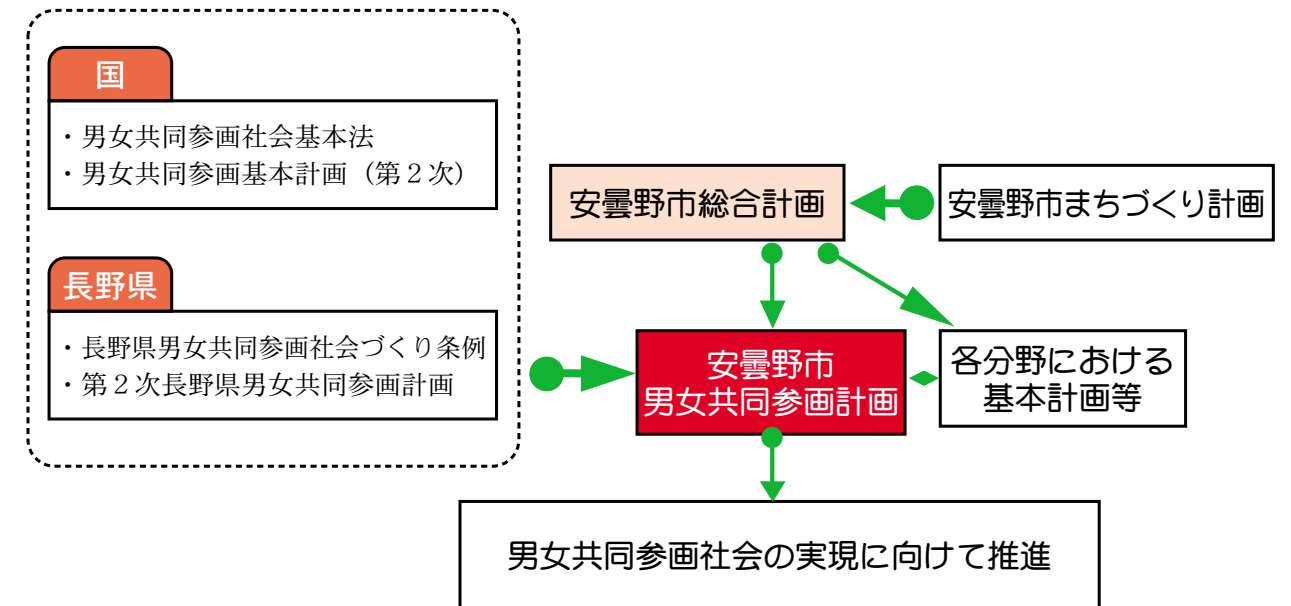 国
・男女共同参画社会基本法
・男女共同参画基本計画（第２次）
長野県
・長野県男女共同参画社会づくり条例
・第２次長野県男女共同参画計画
安曇野市総合計画
安曇野市まちづくり計画
安曇野市
男女共同参画計画
各分野における
基本計画等
男女共同参画社会の実現に向けて推進